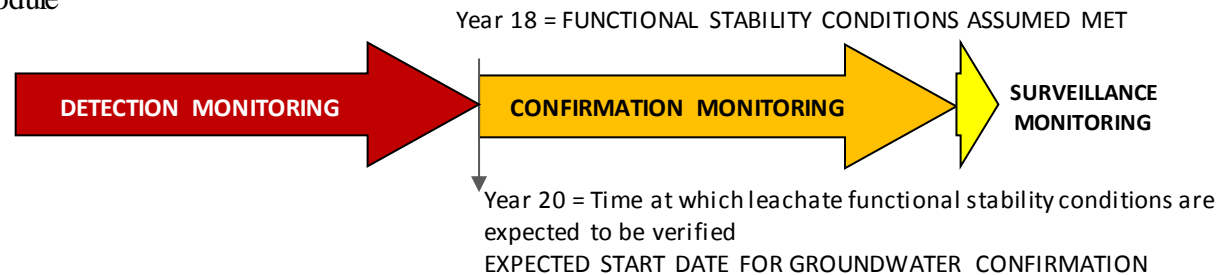 odule
Year 18 = FUNCTIONAL STABILITY CONDITIONS ASSUMED MET
DETECTION MONITORING
CONFIRMATION MONITORING
SURVEILLANCE
MONITORING
Year 20 = Time at which leachate functional stability conditions are
expected to be verified
EXPECTED START DATE FOR GROUNDWATER CONFIRMATION